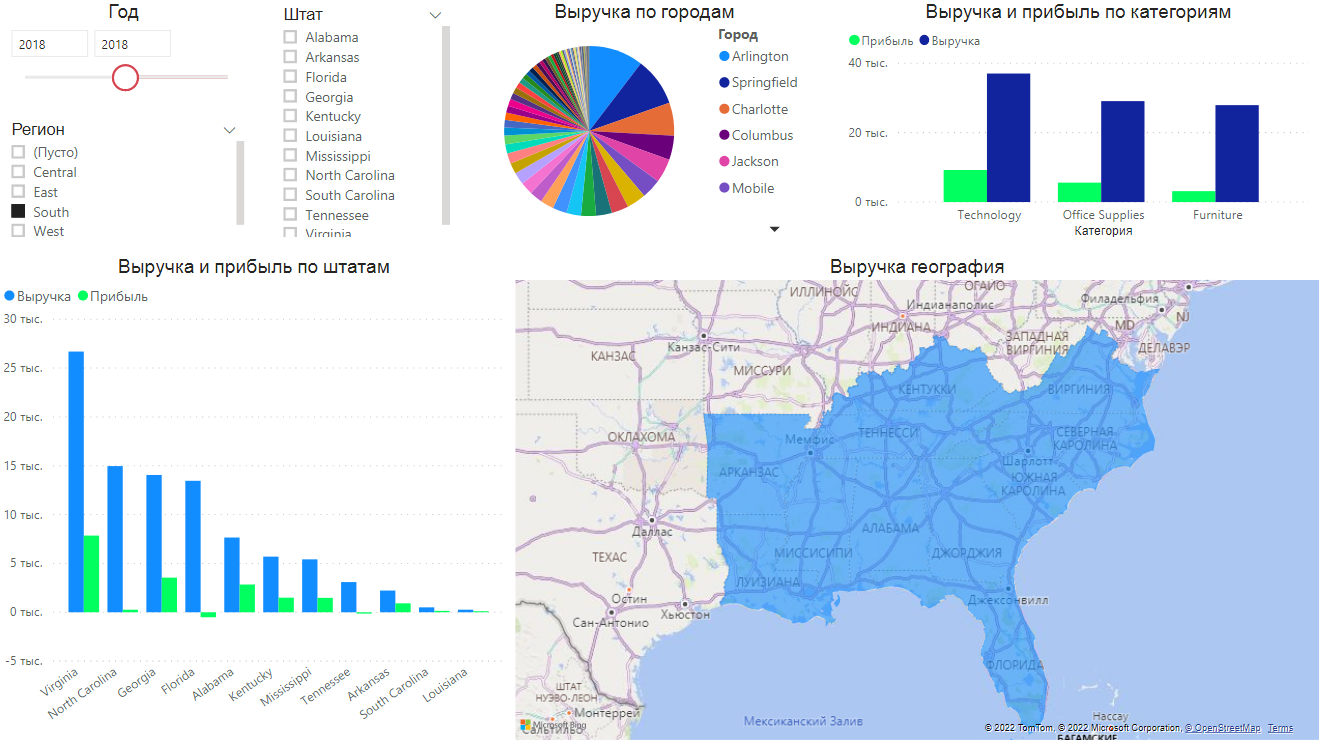 Год
2018
2018
Регион
(Пусто)
Central
East
South
West
Штат
Alabama
Arkansas
Florida
Georgia
Kentucky
Louisiana
Mississippi
North Carolina
South Carolina
Tennessee
Virginia
Выручка по городам
Город
Arlington
Springfield
Charlotte
Columbus
Jackson
Mobile
Выручка и прибыль по категориям
Прибыль Выручка
40 тыс.
20 тыс.
0 тыс.
Technology
Office Supplies
Furniture
Категория
Выручка и прибыль по штатам
Выручка Прибыль
30 тыс.
25 тыс.
20 тыс.
15 тыс.
10 тыс.
5 тыс.
0 тыс.
-5 тыс.
Virginia
North Carolina
Georgia
Florida
Alabama
Kentucky
Mississippi
Tennessee
Arkansas
South Carolina
Louisiana
Выручка география
ИЛЛИНОЙС
ОГАЙО
Индианаполис
Филадельфия
ИНДИАНА
MD
NJ
ЗАПАДНАЯ
ВИРГИНИЯ
ДЕЛАВЭР
Канзас-Сити
КАНЗАС
МИССУРИ
КЕНТУККИ
ВИРГИНИЯ
ОКЛАХОМА
Мемфис
ТЕННЕССИ
СЕВЕРНАЯ
КАРОЛИНА
АРКАНЗАС
Шарлотт
ЮЖНАЯ
КАРОЛИНА
Даллас
АЛАБАМА
ТЕХАС
МИССИСИПИ
ДЖОРДЖИЯ
ЛУИЗИАНА
Остин
Джексонвилл
Хьюстон
Сан-Антонио
ФЛОРИДА
ШТАТ
НУЭВО-ЛЕОН
Монтеррей
Сальтильо
Microsoft Bing
Мексиканский Залив
Нассау
© 2022 TomTom, © 2022 Microsoft Corporation, © OpenStreetMap Terms
БАГАМСКИЕ